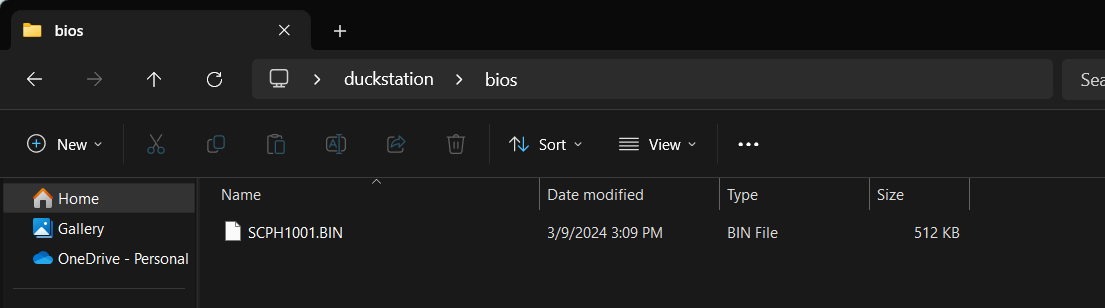 bios
duckstation bios Sea
New Sort View
Name Date modified Type Size
Home
SCPH1001.BIN 3/9/2024 3:09 PM BIN File 512 KB
Gallery
OneDrive - Personal